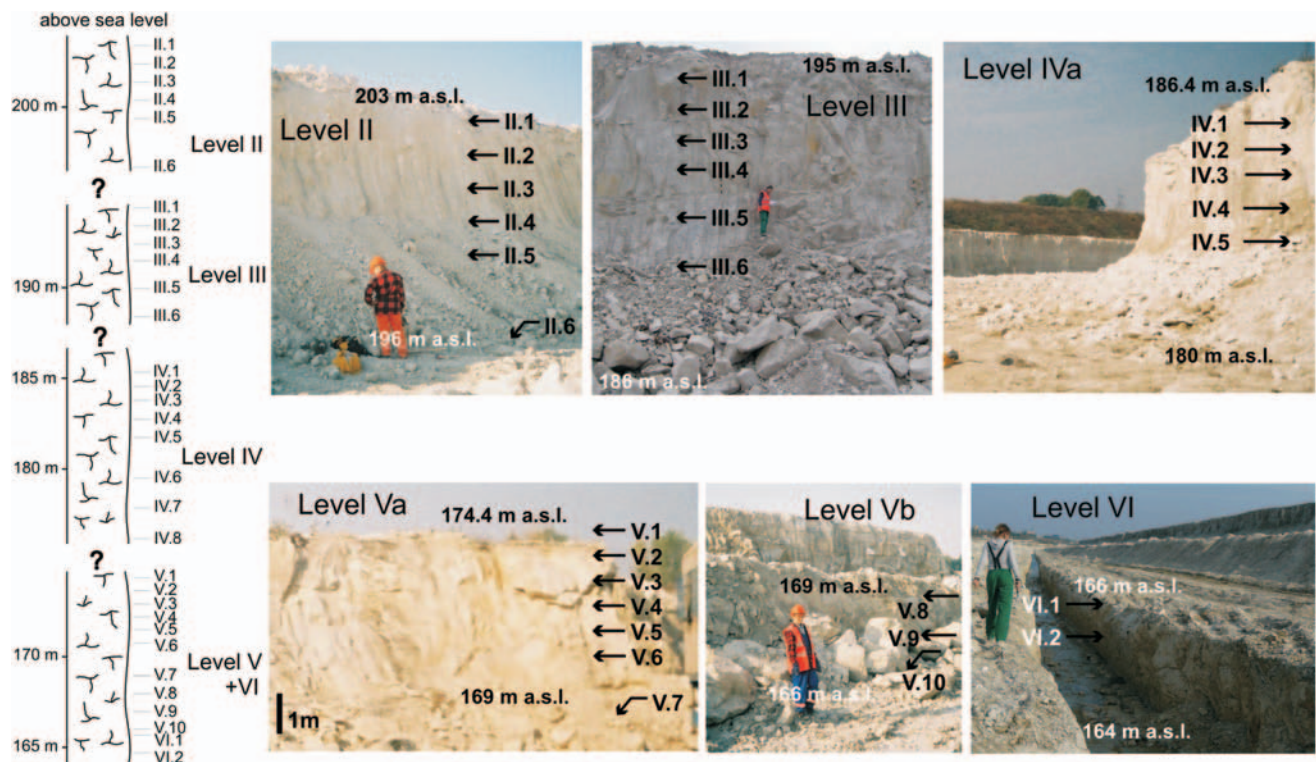 above sea level
II.1
II.2
II.3
II.4
200 m
II.5
Level II
II.6
?
III.1
III.2
III.3
III.4
Level III
190 m
III.5
III.6
?
IV.1
185 m
IV.2
IV.3
IV.4
IV.5
Level IV
180 m
IV.6
IV.7
IV.8
?
V.1
V.2
V.3
V.4
V.5
V.6
170 m
Level V
+VI
V.7
V.8
V.9
V.10
VI.1
165 m
VI.2
203 m a.s.l.
Level II
II.1
II.2
II.3
II.4
II.5
II.6
196 m a.s.l.
195 m a.s.l.
III.1
Level III
III.2
III.3
III.4
III.5
III.6
186 m a.s.l.
Level IVa
186.4 m a.s.l.
IV.1
IV.2
IV.3
IV.4
IV.5
180 m a.s.l.
Level Va
174.4 m a.s.l.
V.1
V.2
V.3
V.4
V.5
V.6
169 m a.s.l.
V.7
1m
Level Vb
169 m a.s.l.
V.8
V.9
V.10
166 m a.s.l.
Level VI
166 m a.s.l.
VI.1
VI.2
164 m a.s.l.